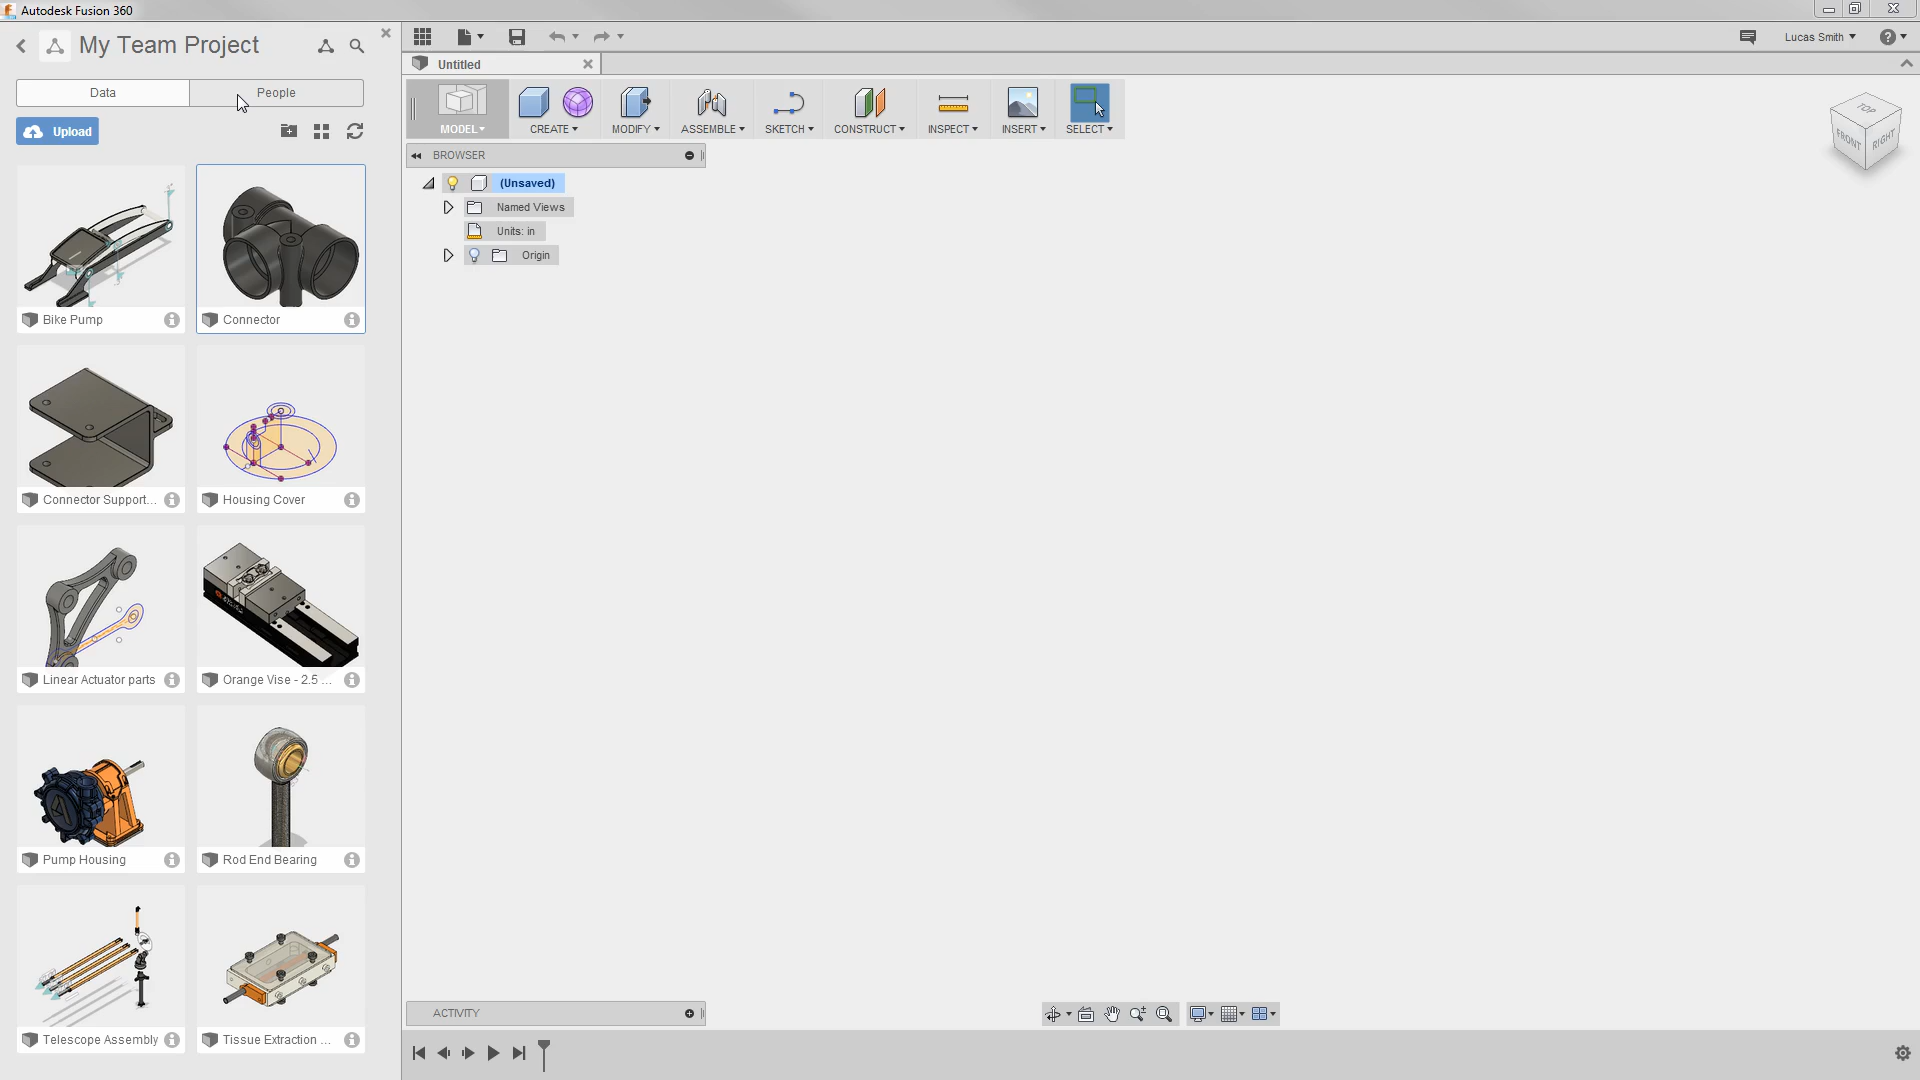 Autodesk Fusion 360
My Team Project
Data
People
Upload
Bike Pump
Connector
Connector Support...
Housing Cover
Linear Actuator parts
Orange Vise - 2.5 ...
Pump Housing
Rod End Bearing
Telescope Assembly
Tissue Extraction ...
Lucas Smith
Untitled
MODEL
CREATE
MODIFY
ASSEMBLE
SKETCH
CONSTRUCT
INSPECT
INSERT
SELECT
BROWSER
(Unsaved)
Named Views
Units: in
Origin
TOP
FRONT
RIGHT
ACTIVITY